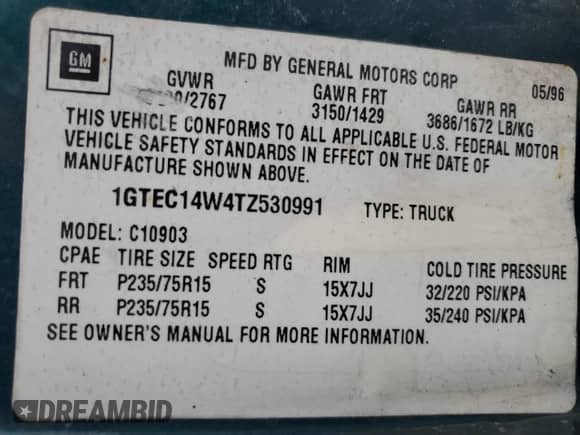 GM
MFD BY GENERAL MOTORS CORP 05/96
GVWR GAWR FRT GAWR RR
/2767 3150/1429 3686/1672 LB/KG
THIS VEHICLE CONFORMS TO ALL APPLICABLE U.S. FEDERAL MOTOR
VEHICLE SAFETY STANDARDS IN EFFECT ON THE DATE OF
MANUFACTURE SHOWN ABOVE.
1GTEC14W4TZ530991 TYPE: TRUCK
MODEL: C10903
CPAE TIRE SIZE SPEED RTG RIM COLD TIRE PRESSURE
FRT P235/75R15 S 15X7JJ 32/220 PSI/KPA
RR P235/75R15 S 15X7JJ 35/240 PSI/KPA
SEE OWNER'S MANUAL FOR MORE INFORMATION.
DREAMBID